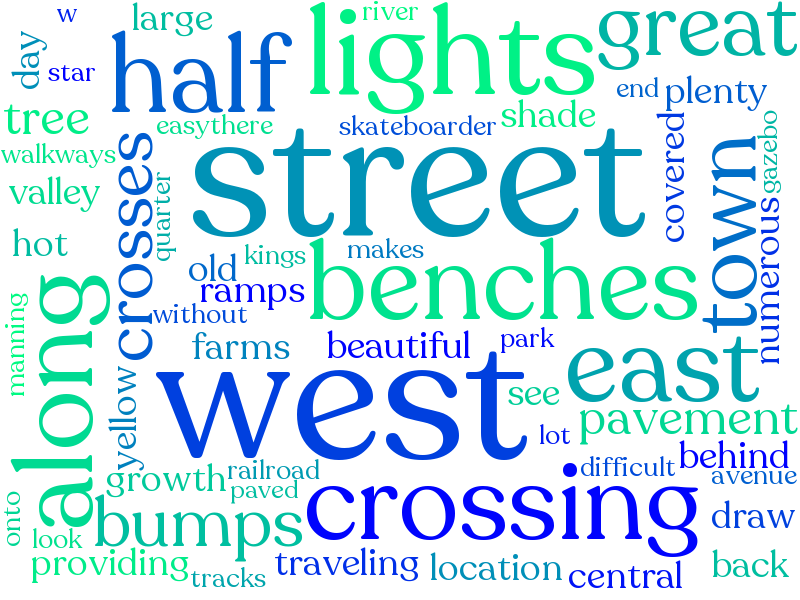 w
large
river
great
day
star
half
lights
end
plenty
tree
easythere
skateboarder
shade
walkways
crosses
street
covered
town
gazebo
valley
quarter
numerous
hot
old
kings
makes
ramps
benches
along
manning
without
farms
beautiful
park
east
yellow
west
see
pavement
lot
behind
growth
railroad
paved
difficult
avenue
onto
look
bumps
crossing
draw
providing
tracks
traveling
location
central
back